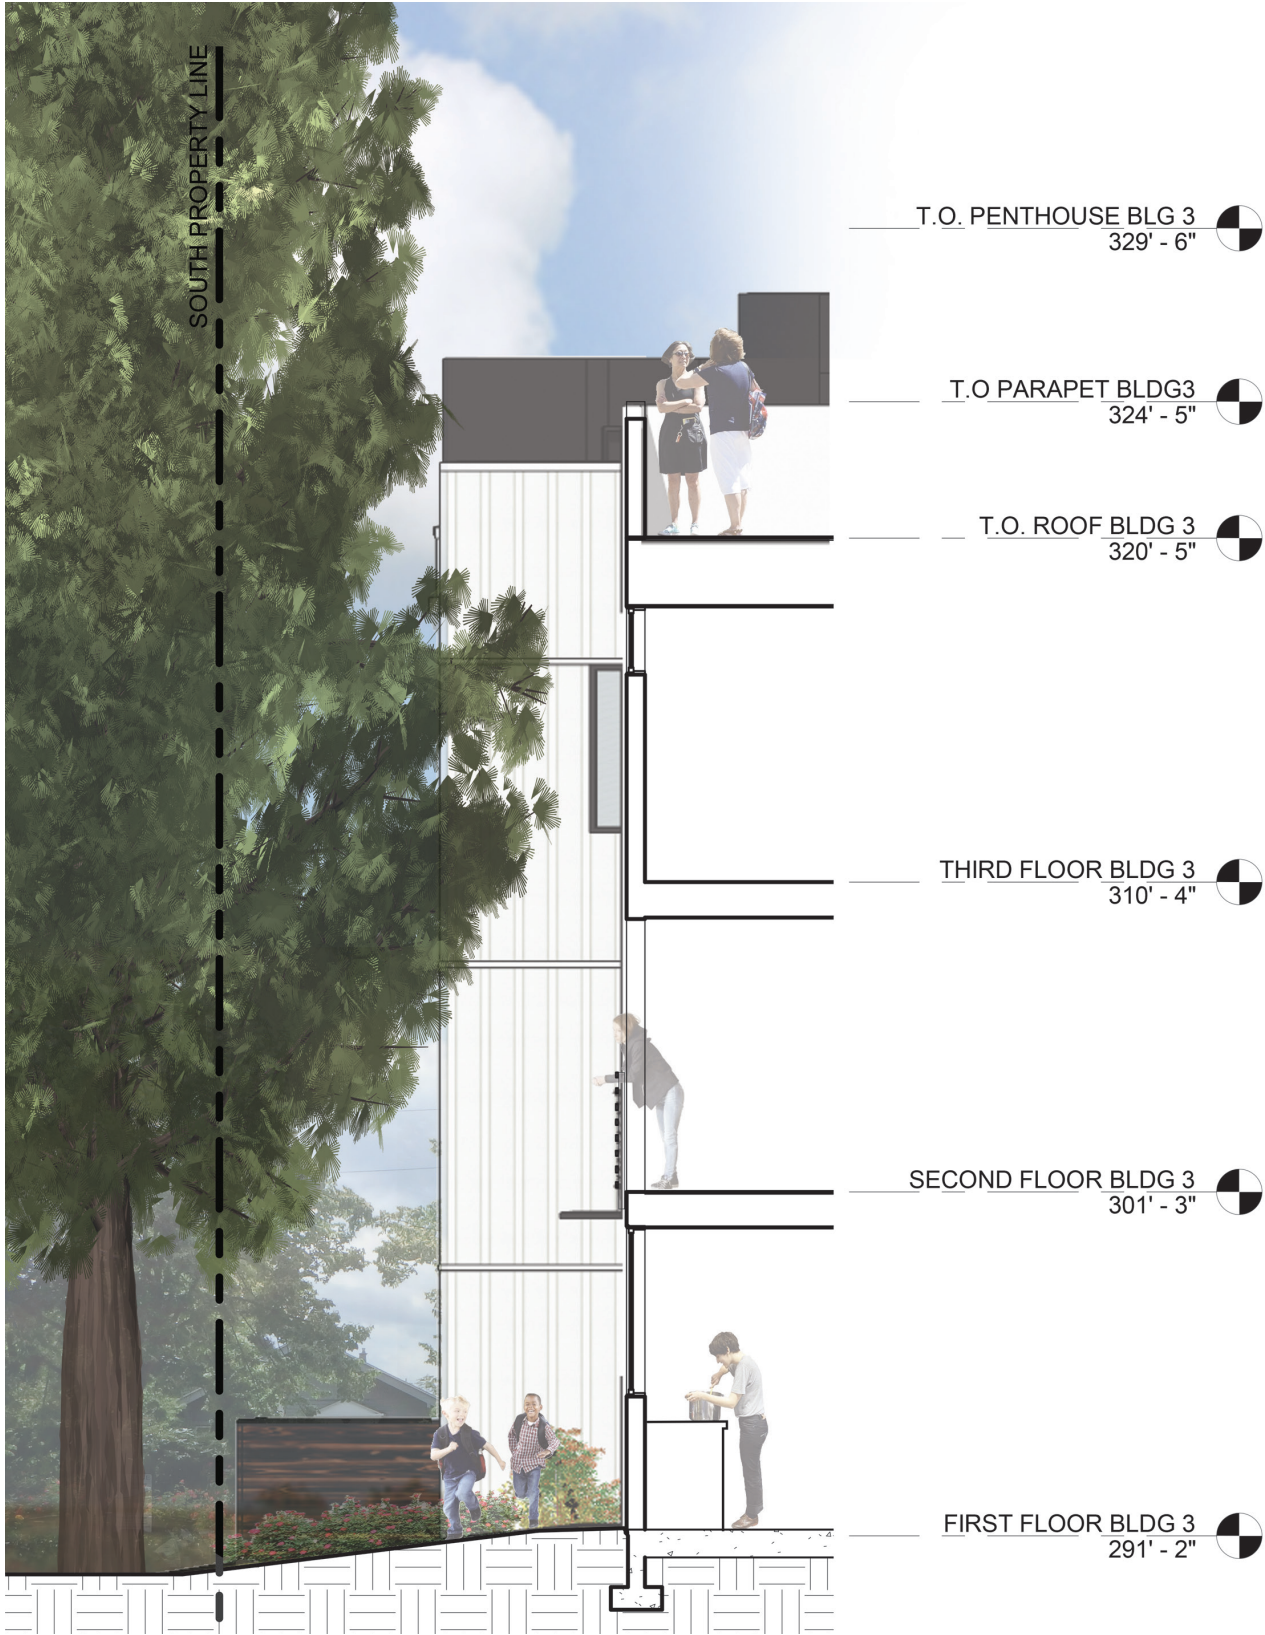 SOUTH PROPERTY LINE
T.O. PENTHOUSE BLG 3
329' - 6"
T.O PARAPET BLDG3
324' - 5"
T.O. ROOF BLDG 3
320' - 5"
THIRD FLOOR BLDG 3
310' - 4"
SECOND FLOOR BLDG 3
301' - 3"
FIRST FLOOR BLDG 3
291' - 2"